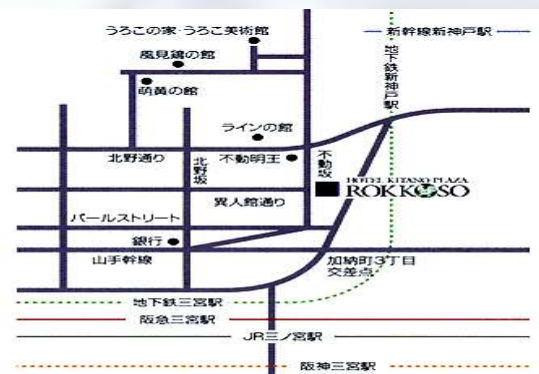 うろこの家·うろこ美術館
新幹線新神戸駅
風見鶏の館
地下鉄新神戸駅
萌黄の館
ラインの館
北野通り
北野坂
不動明王
不動坂
HOTEL KITANO PLAZA
ROKKOSO
異人館通り
パールストリート
銀行
山手幹線
加納町3丁目
交差点
地下鉄三宮駅
阪急三宮駅
JR三ノ宮駅
阪神三宮駅